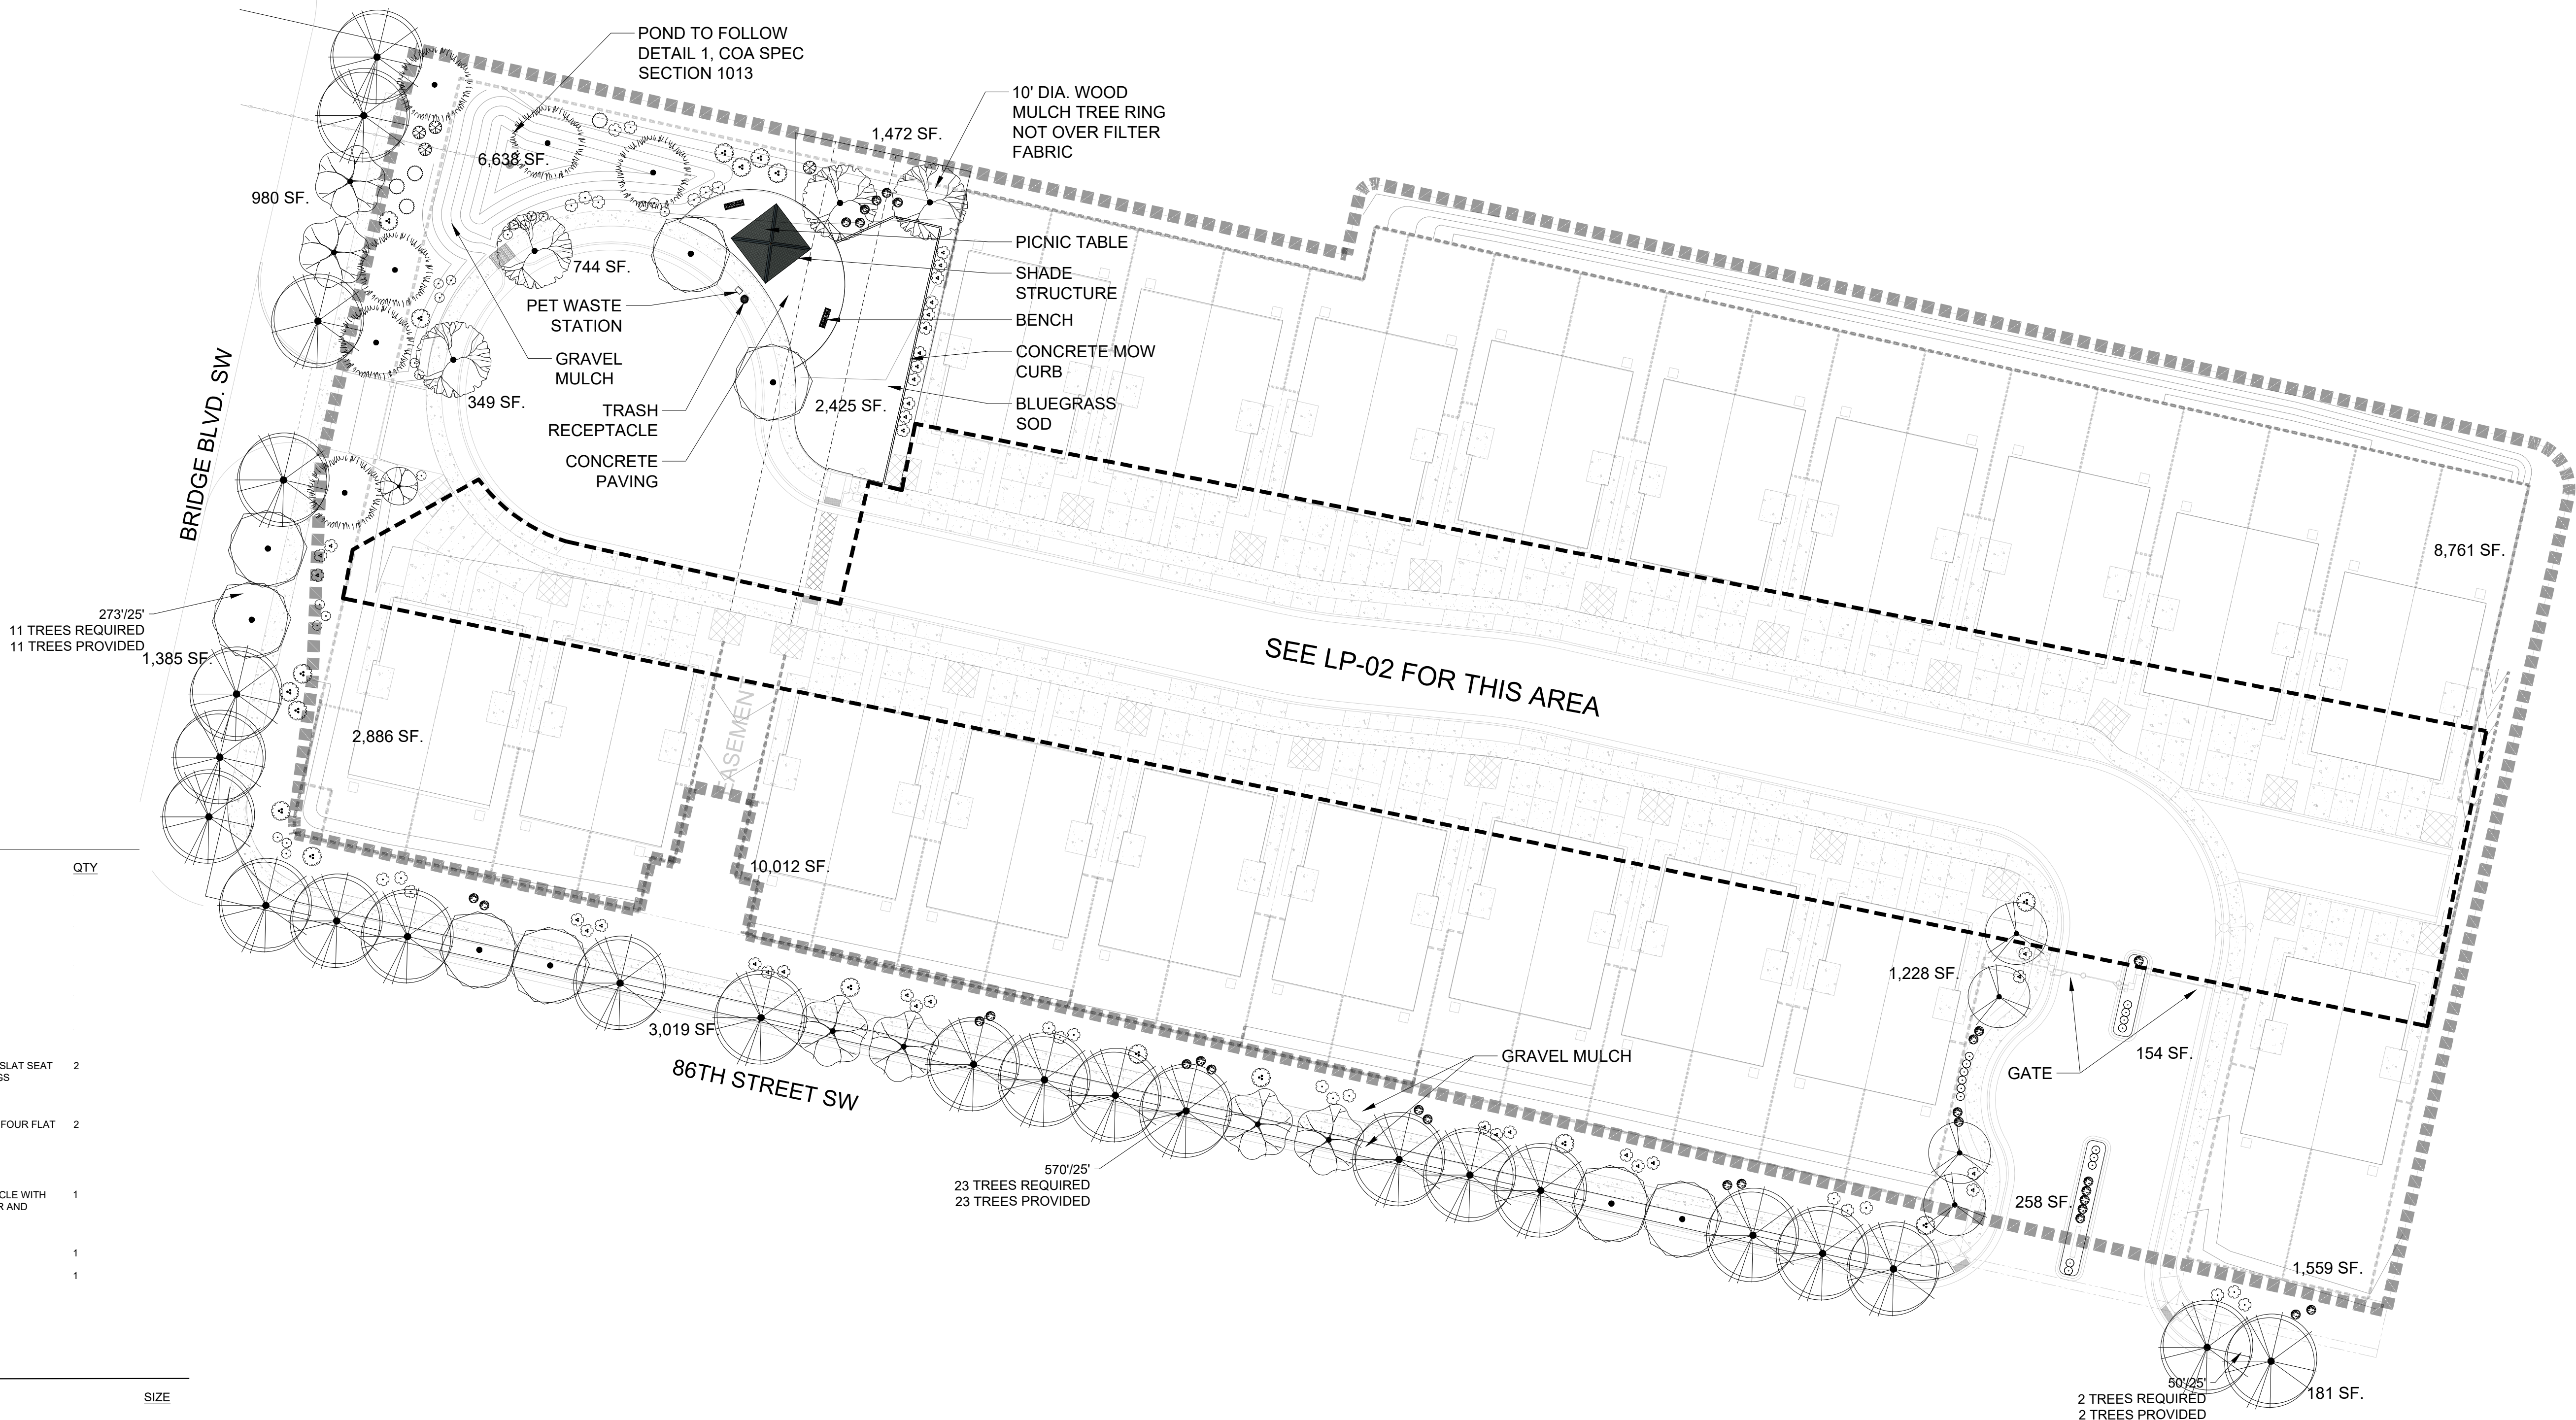 POND TO FOLLOW
DETAIL 1, COA SPEC
SECTION 1013
10' DIA. WOOD
MULCH TREE RING
NOT OVER FILTER
FABRIC
1,472 SF.
6,638 SF.
980 SF.
PICNIC TABLE
SHADE
STRUCTURE
BENCH
CONCRETE MOW
CURB
BLUEGRASS
SOD
744 SF.
PET WASTE
STATION
GRAVEL
MULCH
349 SF.
TRASH
RECEPTACLE
2,425 SF.
CONCRETE
PAVING
BRIDGE BLVD. SW
8,761 SF.
273'/25'
11 TREES REQUIRED
11 TREES PROVIDED
1,385 SF.
SEE LP-02 FOR THIS AREA
EASEMENT
2,886 SF.
10,012 SF.
QTY
1,228 SF.
3,019 SF.
86TH STREET SW
GRAVEL MULCH
GATE
154 SF.
SLAT SEAT 2
GS
FOUR FLAT 2
570'/25'
23 TREES REQUIRED
23 TREES PROVIDED
CLE WITH 1
R AND
258 SF.
1
1
1,559 SF.
50'/25'
2 TREES REQUIRED
2 TREES PROVIDED
181 SF.
SIZE